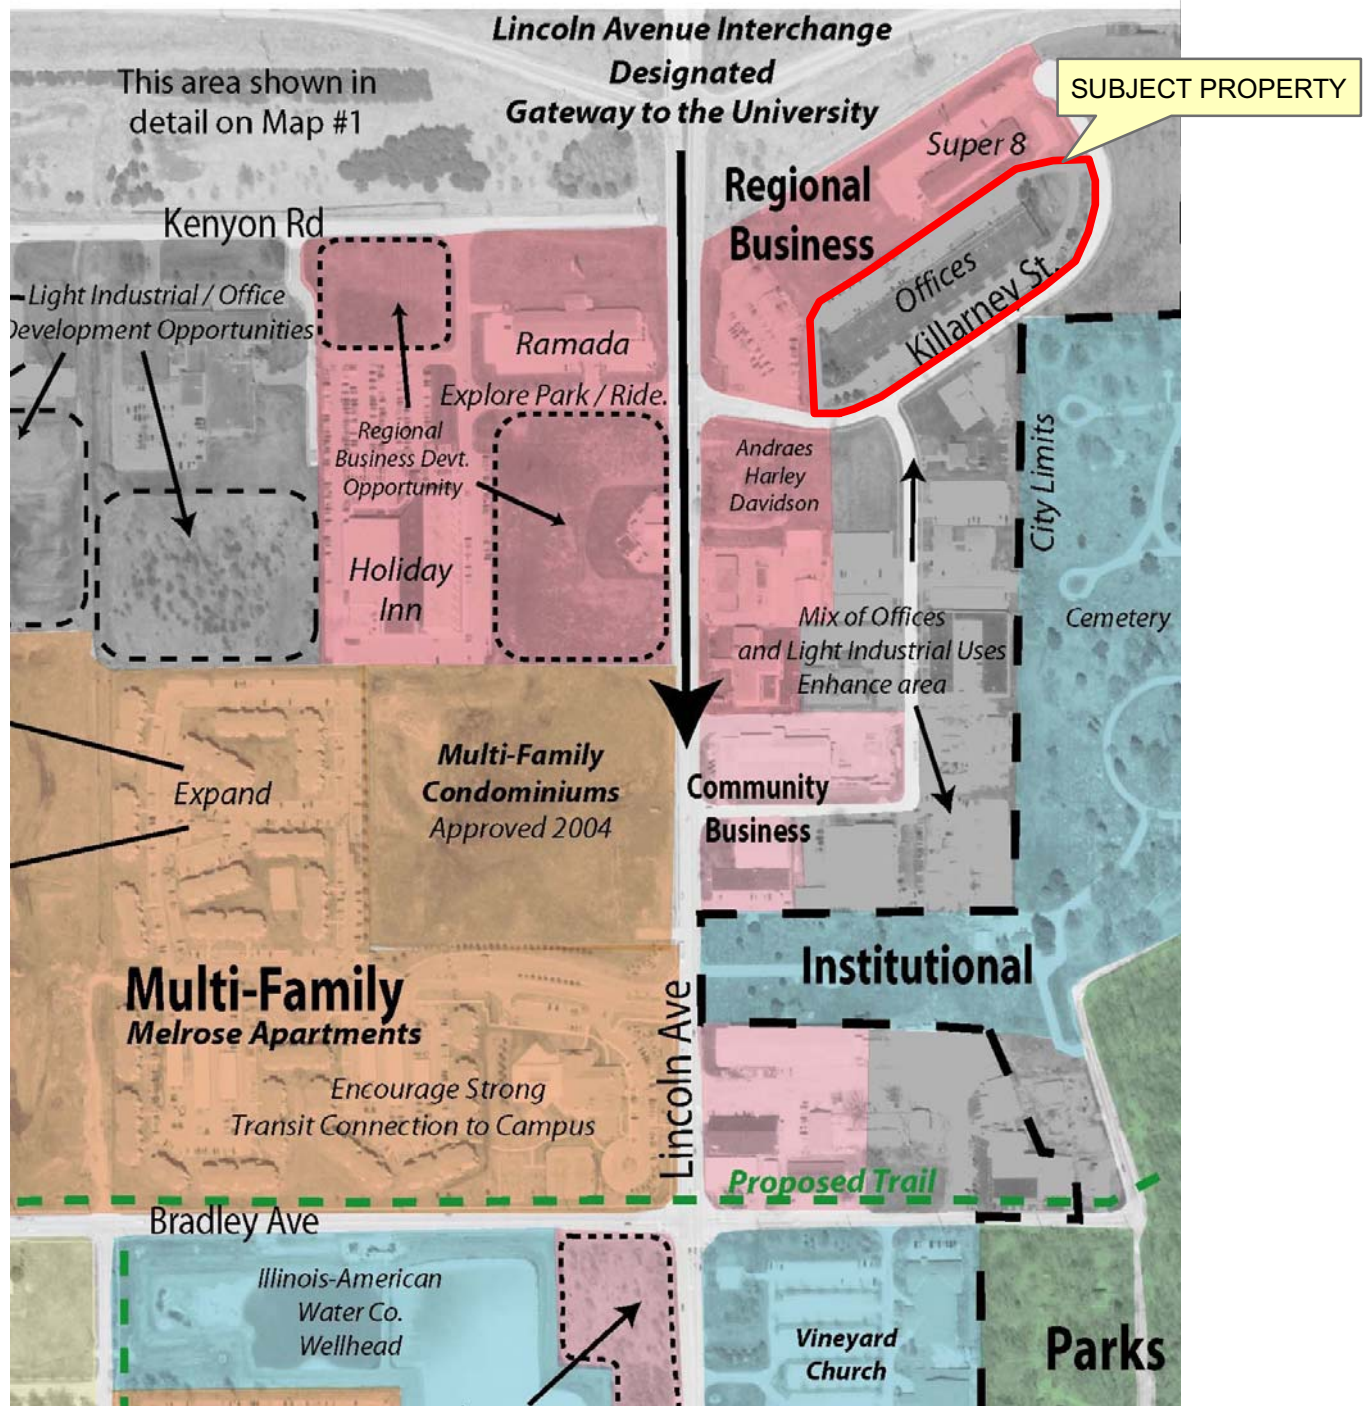 Lincoln Avenue Interchange
Designated
Gateway to the University
This area shown in
detail on Map #1
SUBJECT PROPERTY
Super 8
Regional
Business
Kenyon Rd
Offices
Killarney St.
Light Industrial / Office
Development Opportunities
Ramada
Explore Park / Ride.
Regional
Business Devt.
Opportunity
Andraes
Harley
Davidson
City Limits
Holiday
Inn
Mix of Offices
and Light Industrial Uses
Enhance area
Cemetery
Multi-Family
Condominiums
Approved 2004
Expand
Community
Business
Institutional
Multi-Family
Melrose Apartments
Lincoln Ave
Encourage Strong
Transit Connection to Campus
Proposed Trail
Bradley Ave
Illinois-American
Water Co.
Wellhead
Vineyard
Church
Parks